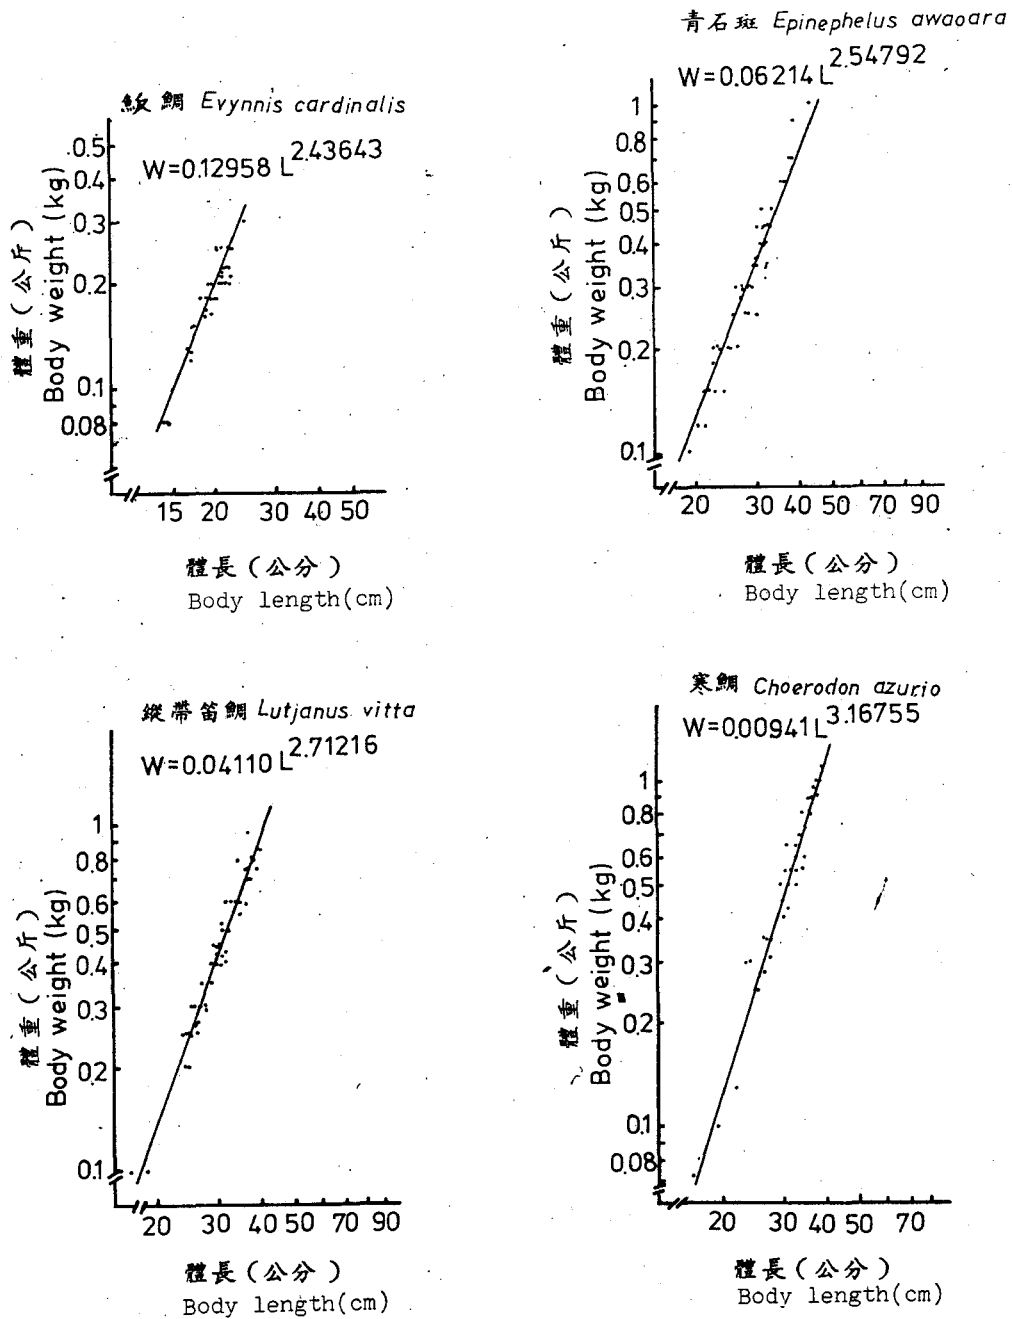 魬鯛 Evynnis cardinalis
W=0.12958 L^2.43643
0.5
0.4
0.3
0.2
0.1
0.08
體重(公斤)
Body weight (kg)
15 20 30 40 50
體長(公分)
Body length(cm)
青石斑 Epinephelus awaoara
W=0.06214 L^2.54792
1
0.8
0.6
0.5
0.4
0.3
0.2
0.1
體重(公斤)
Body weight (kg)
20 30 40 50 70 90
體長(公分)
Body length(cm)
縱帶笛鯛 Lutjanus vitta
W=0.04110 L^2.71216
1
0.8
0.6
0.5
0.4
0.3
0.2
0.1
體重(公斤)
Body weight (kg)
20 30 40 50 70 90
體長(公分)
Body length(cm)
寒鯛 Choerodon azurio
W=0.00941 L^3.16755
1
0.8
0.6
0.5
0.4
0.3
0.2
0.1
0.08
體重(公斤)
Body weight (kg)
20 30 40 50 70
體長(公分)
Body length(cm)